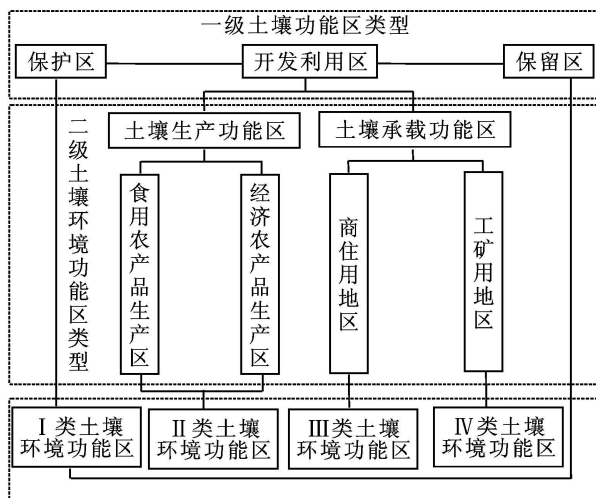 一级土壤功能区类型
保护区
开发利用区
保留区
二级土壤环境功能区类型
土壤生产功能区
土壤承载功能区
食用农产品生产区
经济农产品生产区
商住用地区
工矿用地区
Ⅰ类土壤
环境功能区
Ⅱ类土壤
环境功能区
Ⅲ类土壤
环境功能区
Ⅳ类土壤
环境功能区